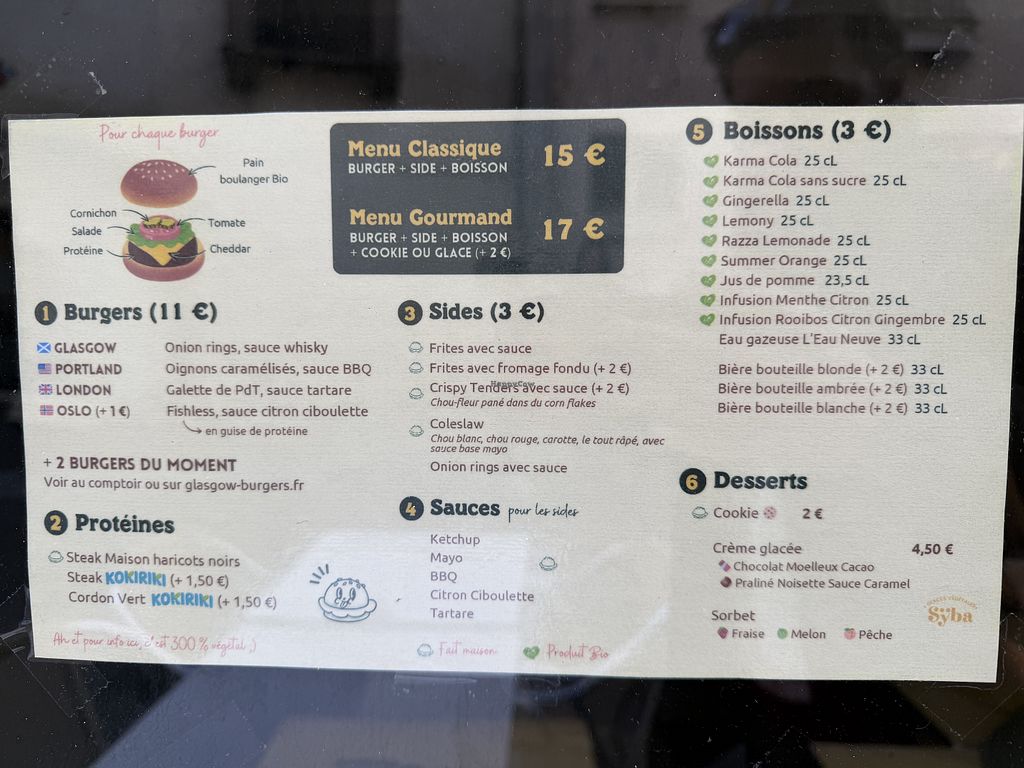 Pour chaque burger
Pain
boulanger Bio
Cornichon
Salade
Protéine
Tomate
Cheddar
Menu Classique 15 €
BURGER + SIDE + BOISSON
Menu Gourmand 17 €
BURGER + SIDE + BOISSON
+ COOKIE OU GLACE (+ 2 €)
1 Burgers (11 €)
GLASGOW Onion rings, sauce whisky
PORTLAND Oignons caramélisés, sauce BBQ
LONDON Galette de PdT, sauce tartare
OSLO (+ 1 €) Fishless, sauce citron ciboulette
en guise de protéine
+ 2 BURGERS DU MOMENT
Voir au comptoir ou sur glasgow-burgers.fr
2 Protéines
Steak Maison haricots noirs
Steak KOKIRIKI (+ 1,50 €)
Cordon Vert KOKIRIKI (+ 1,50 €)
Ah et pour info ici, c'est 300 % végétal ;)
3 Sides (3 €)
Frites avec sauce
Frites avec fromage fondu (+ 2 €)
Crispy Tenders avec sauce (+ 2 €)
HappyCow
Chou-fleur pané dans du corn flakes
Coleslaw
Chou blanc, chou rouge, carotte, le tout râpé, avec
sauce base mayo
Onion rings avec sauce
4 Sauces pour les sides
Ketchup
Mayo
BBQ
Citron Ciboulette
Tartare
Fait maison
Produit Bio
5 Boissons (3 €)
Karma Cola 25 cL
Karma Cola sans sucre 25 cL
Gingerella 25 cL
Lemony 25 cL
Razza Lemonade 25 cL
Summer Orange 25 cL
Jus de pomme 23,5 cL
Infusion Menthe Citron 25 cL
Infusion Rooibos Citron Gingembre 25 cL
Eau gazeuse L'Eau Neuve 33 cL
Bière bouteille blonde (+ 2 €) 33 cL
Bière bouteille ambrée (+ 2 €) 33 cL
Bière bouteille blanche (+ 2 €) 33 cL
6 Desserts
Cookie 2 €
Crème glacée 4,50 €
Chocolat Moelleux Cacao
Praliné Noisette Sauce Caramel
Sorbet
Fraise Melon Pêche
GLACES VÉGÉTALES
Sÿba